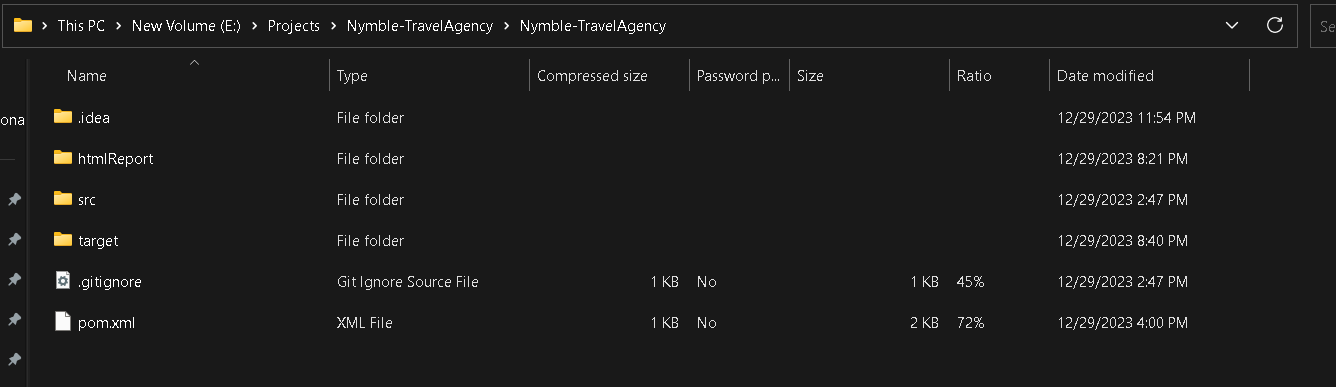 This PC > New Volume (E:) > Projects > Nymble-TravelAgency > Nymble-TravelAgency
Se
Name Type Compressed size Password p... Size Ratio Date modified
ona
.idea File folder 12/29/2023 11:54 PM
htmlReport File folder 12/29/2023 8:21 PM
src File folder 12/29/2023 2:47 PM
target File folder 12/29/2023 8:40 PM
.gitignore Git Ignore Source File 1 KB No 1 KB 45% 12/29/2023 2:47 PM
pom.xml XML File 1 KB No 2 KB 72% 12/29/2023 4:00 PM